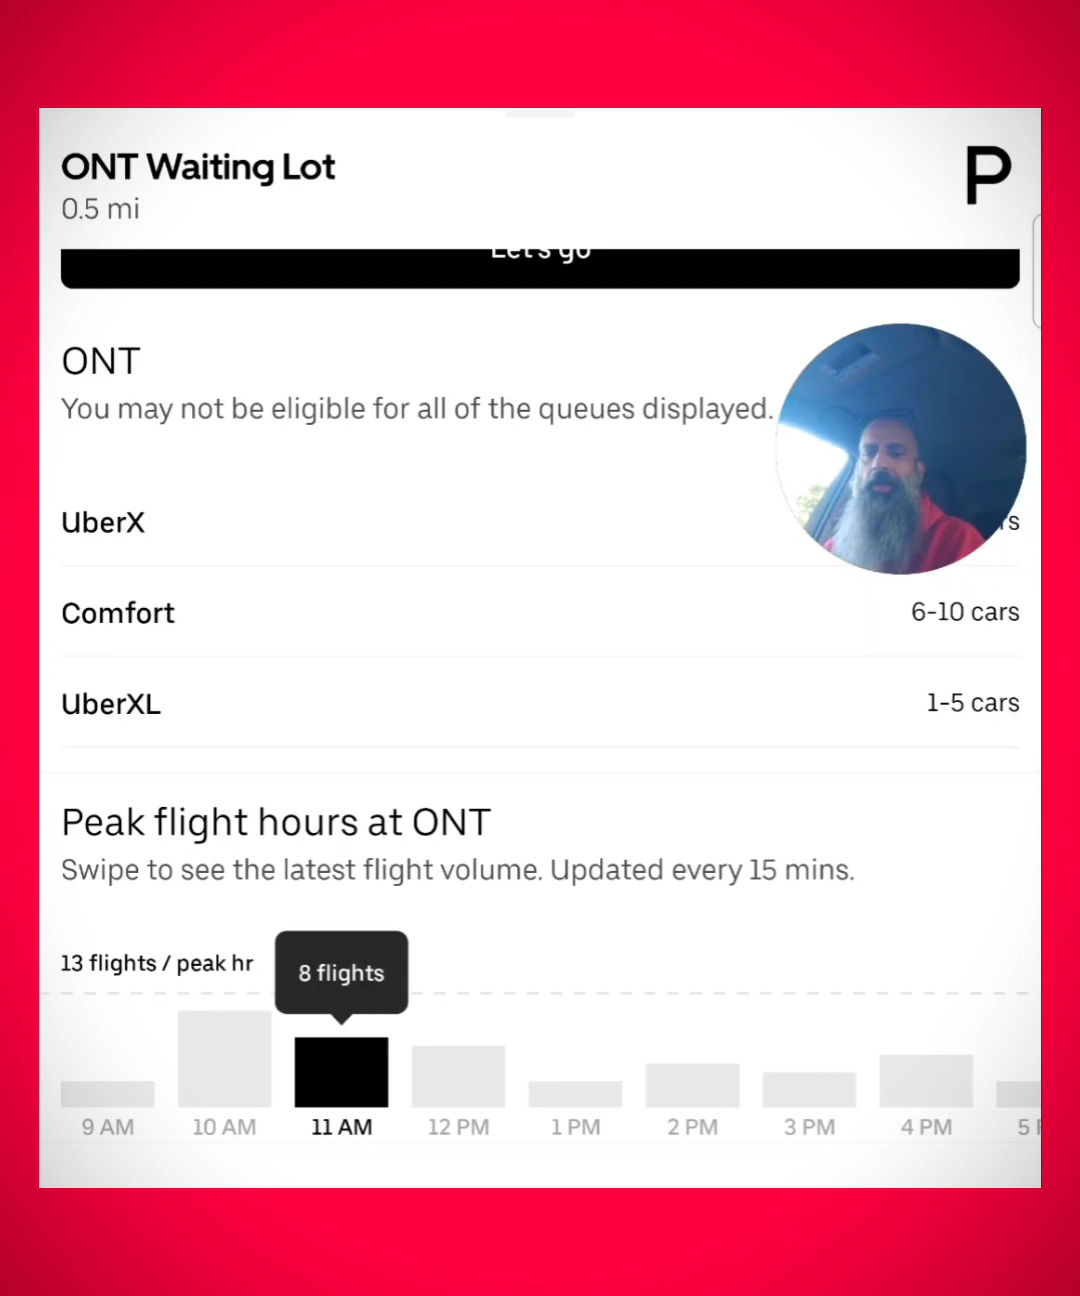 ONT Waiting Lot
P
0.5 mi
Let's go
ONT
You may not be eligible for all of the queues displayed.
UberX
Comfort
6-10 cars
UberXL
1-5 cars
Peak flight hours at ONT
Swipe to see the latest flight volume. Updated every 15 mins.
13 flights / peak hr
8 flights
9 AM
10 AM
11 AM
12 PM
1 PM
2 PM
3 PM
4 PM
5